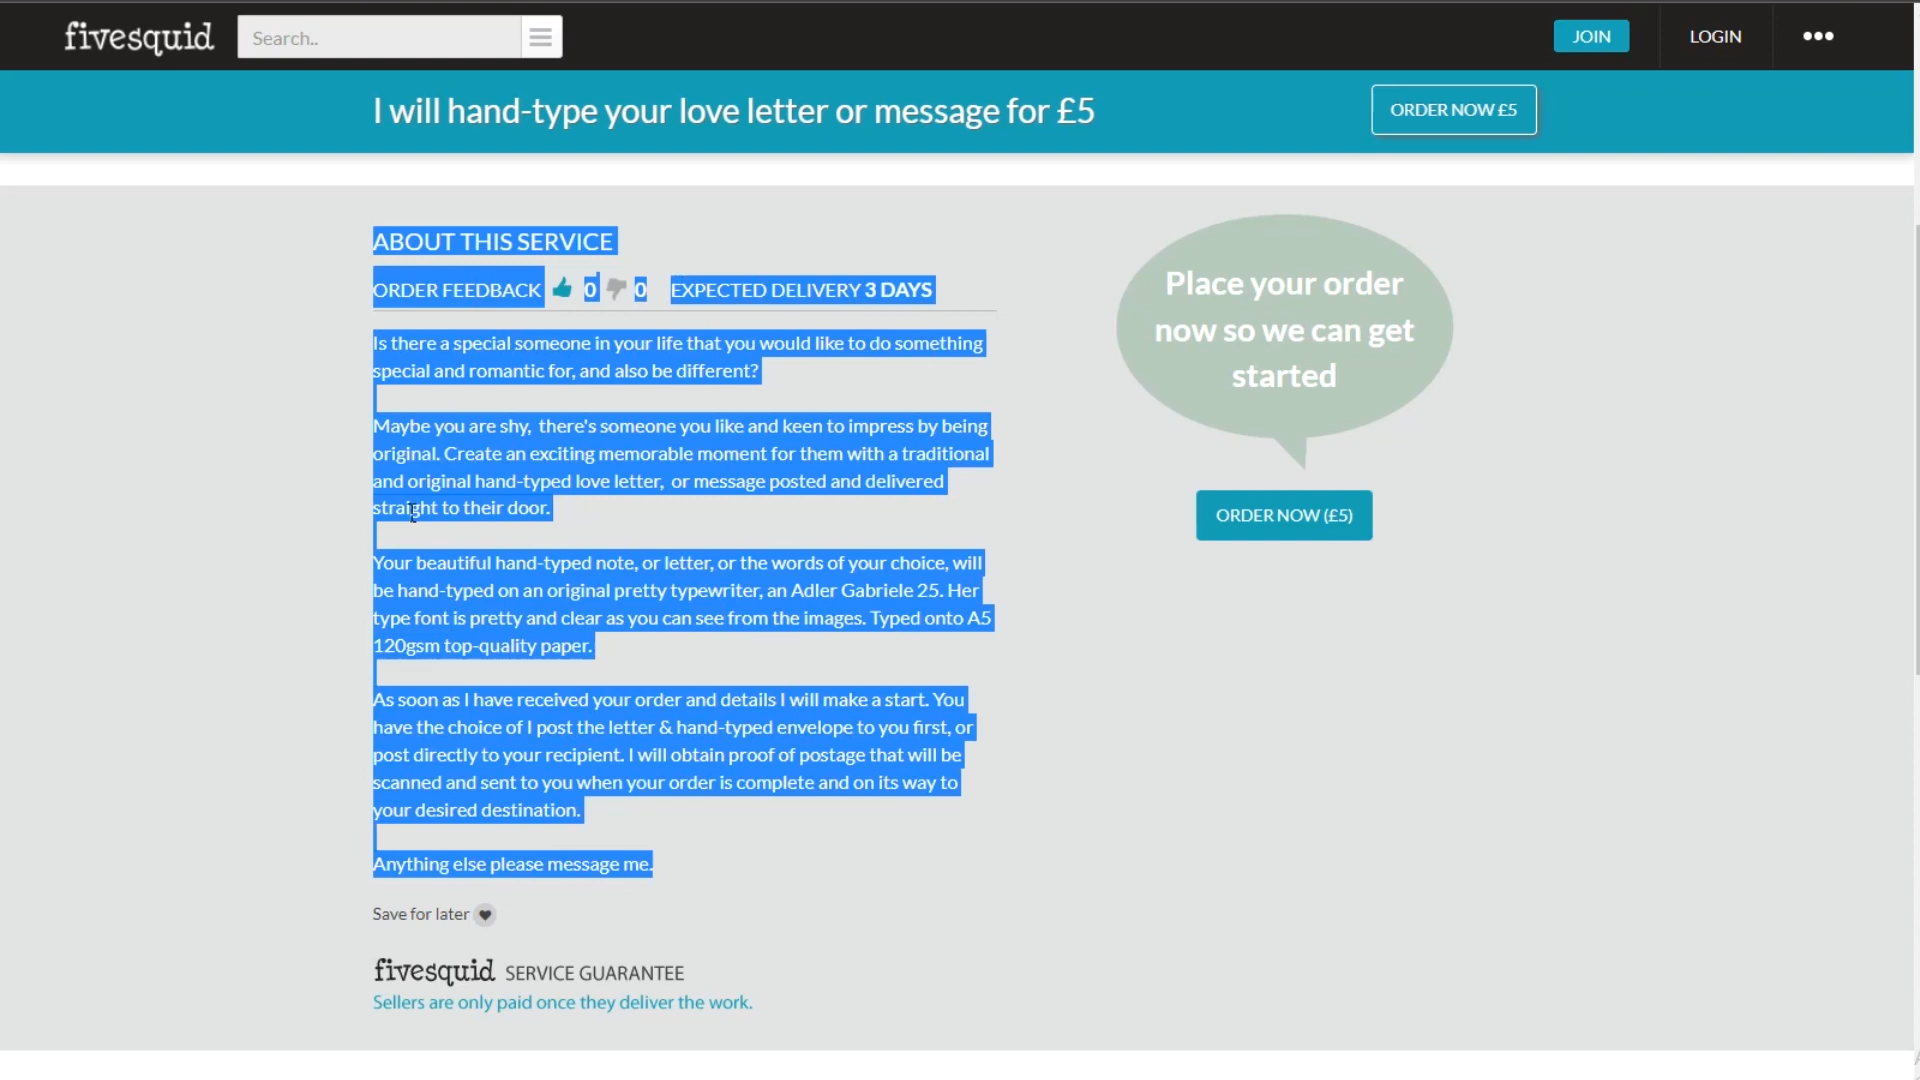 fivesquid
Search..
JOIN
LOGIN
I will hand-type your love letter or message for £5
ORDER NOW £5
ABOUT THIS SERVICE
ORDER FEEDBACK 0 0 EXPECTED DELIVERY 3 DAYS
Is there a special someone in your life that you would like to do something
special and romantic for, and also be different?
Maybe you are shy,  there's someone you like and keen to impress by being
original. Create an exciting memorable moment for them with a traditional
and original hand-typed love letter,  or message posted and delivered
straight to their door.
Your beautiful hand-typed note, or letter, or the words of your choice, will
be hand-typed on an original pretty typewriter, an Adler Gabriele 25. Her
type font is pretty and clear as you can see from the images. Typed onto A5
120gsm top-quality paper.
As soon as I have received your order and details I will make a start. You
have the choice of I post the letter & hand-typed envelope to you first, or
post directly to your recipient. I will obtain proof of postage that will be
scanned and sent to you when your order is complete and on its way to
your desired destination.
Anything else please message me.
Save for later
fivesquid SERVICE GUARANTEE
Sellers are only paid once they deliver the work.
Place your order
now so we can get
started
ORDER NOW (£5)